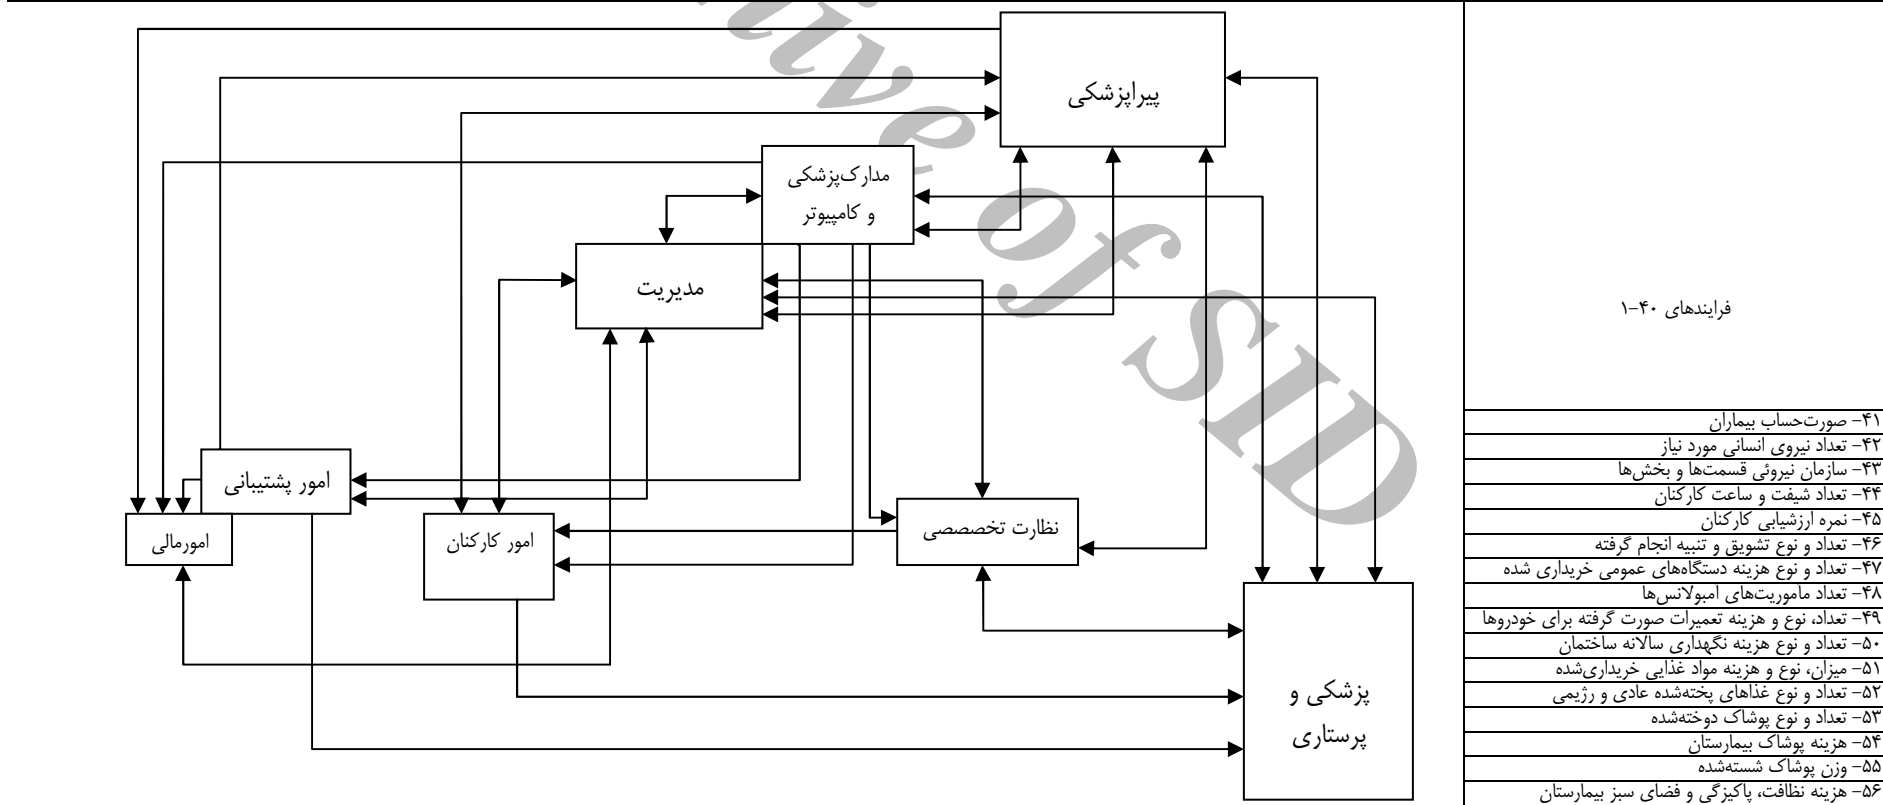 پیراپزشکی
مدارک‌پزشکی
و کامپیوتر
مدیریت
امور پشتیبانی
امورمالی
امور کارکنان
نظارت تخصصصی
پزشکی و
پرستاری
فرایندهای ۴۰-۱
۴۱- صورت‌حساب بیماران
۴۲- تعداد نیروی انسانی مورد نیاز
۴۳- سازمان نیروئی قسمت‌ها و بخش‌ها
۴۴- تعداد شیفت و ساعت کارکنان
۴۵- نمره ارزشیابی کارکنان
۴۶- تعداد و نوع تشویق و تنبیه انجام گرفته
۴۷- تعداد و نوع هزینه دستگاه‌های عمومی خریداری شده
۴۸- تعداد ماموریت‌های آمبولانس‌ها
۴۹- تعداد، نوع و هزینه تعمیرات صورت گرفته برای خودروها
۵۰- تعداد و نوع هزینه نگهداری سالانه ساختمان
۵۱- میزان، نوع و هزینه مواد غذایی خریداری‌شده
۵۲- تعداد و نوع غذاهای پخته‌شده عادی و رژیمی
۵۳- تعداد و نوع پوشاک دوخته‌شده
۵۴- هزینه پوشاک بیمارستان
۵۵- وزن پوشاک شسته‌شده
۵۶- هزینه نظافت، پاکیزگی و فضای سبز بیمارستان
ive of SID